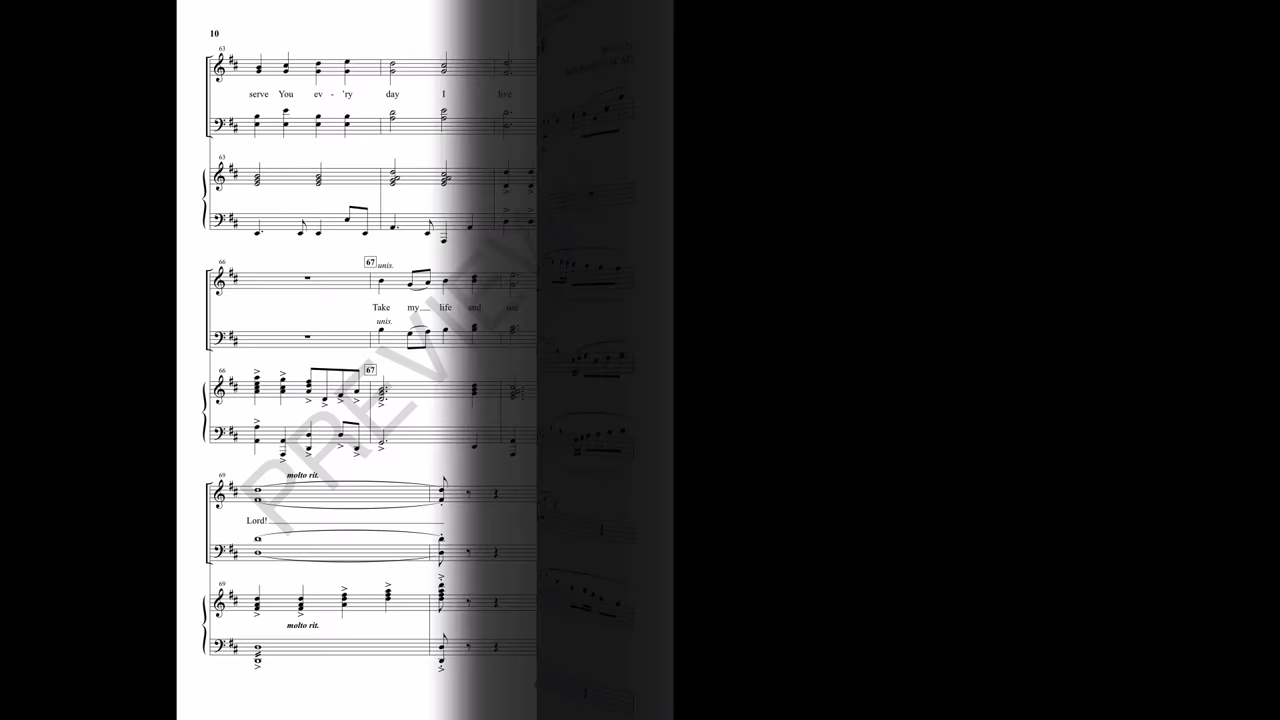 10
63
serve You ev - 'ry day I live.
63
66
67 unis.
Take my life and use
unis.
66
67
69
molto rit.
Lord!
69
molto rit.
PREVIEW